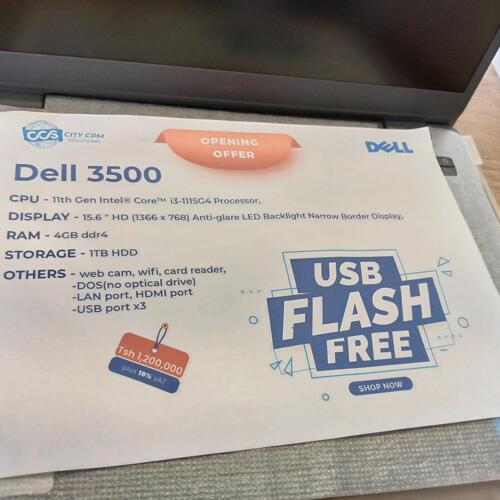 CCS CITY CPM
SOLUTIONS
OPENING
OFFER
DELL
Dell 3500
CPU - 11th Gen Intel® Core™ i3-1115G4 Processor,
DISPLAY - 15.6 " HD (1366 x 768) Anti-glare LED Backlight Narrow Border Display,
RAM - 4GB ddr4
STORAGE - 1TB HDD
OTHERS - web cam, wifi, card reader,
-DOS(no optical drive)
-LAN port, HDMI port
-USB port x3
Tsh 1,200,000
plus 18% VAT
USB
FLASH
FREE
SHOP NOW